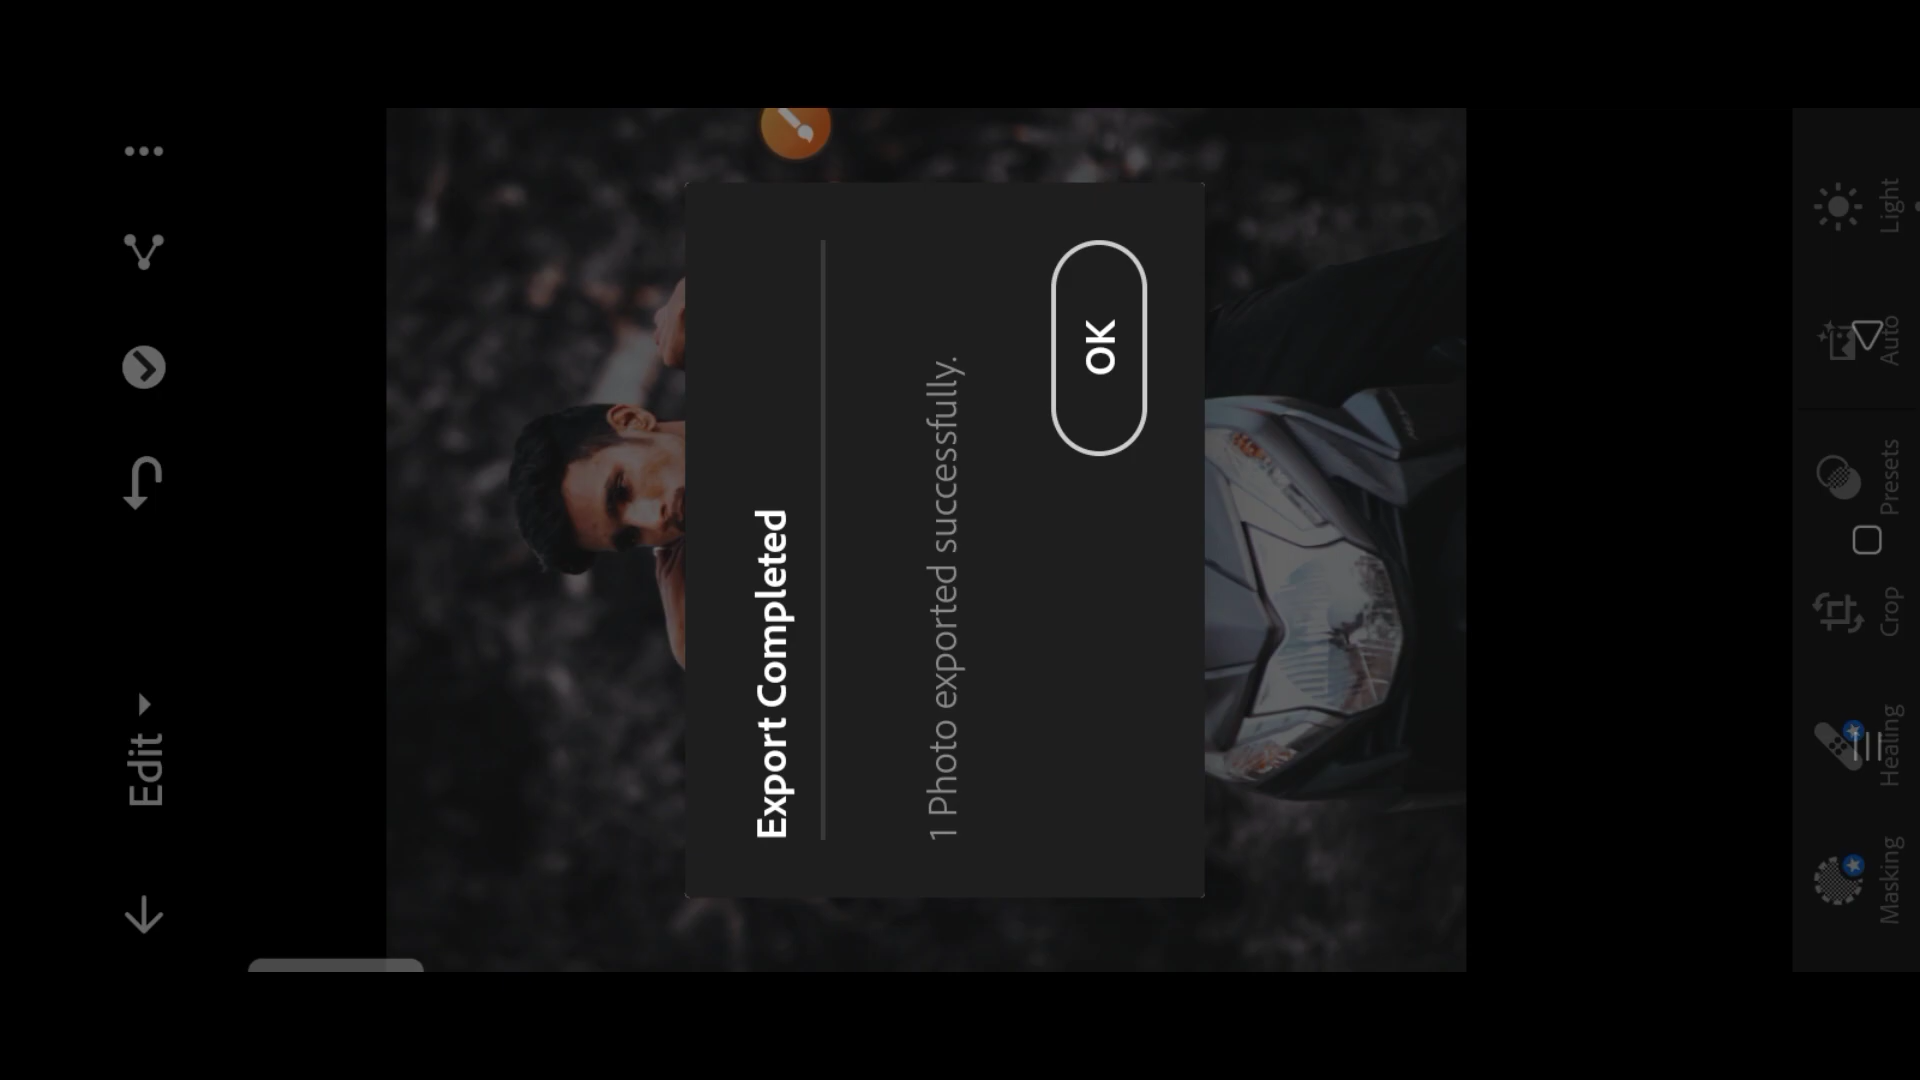 Edit
Export Completed
1 Photo exported successfully.
OK
Masking
Healing
Crop
Presets
Auto
Light